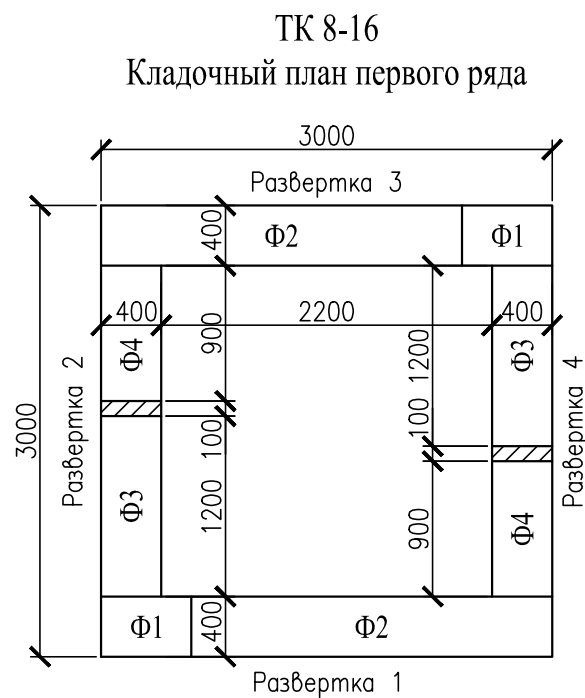 ТК 8-16
Кладочный план первого ряда
3000
Развертка 3
400
Ф2
Ф1
400
2200
400
Ф4
900
1200
Ф3
3000
Развертка 2
Развертка 4
100
100
Ф3
1200
900
Ф4
Ф1
400
Ф2
Развертка 1